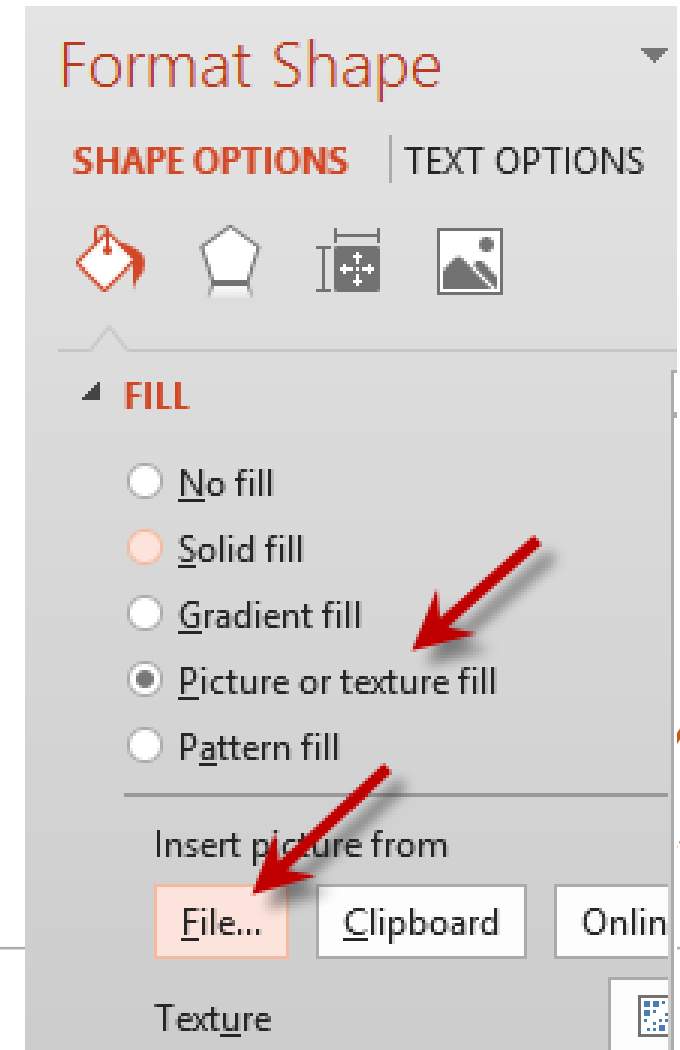 Format Shape
SHAPE OPTIONS TEXT OPTIONS
FILL
No fill
Solid fill
Gradient fill
Picture or texture fill
Pattern fill
Insert picture from
File... Clipboard Onlin
Texture